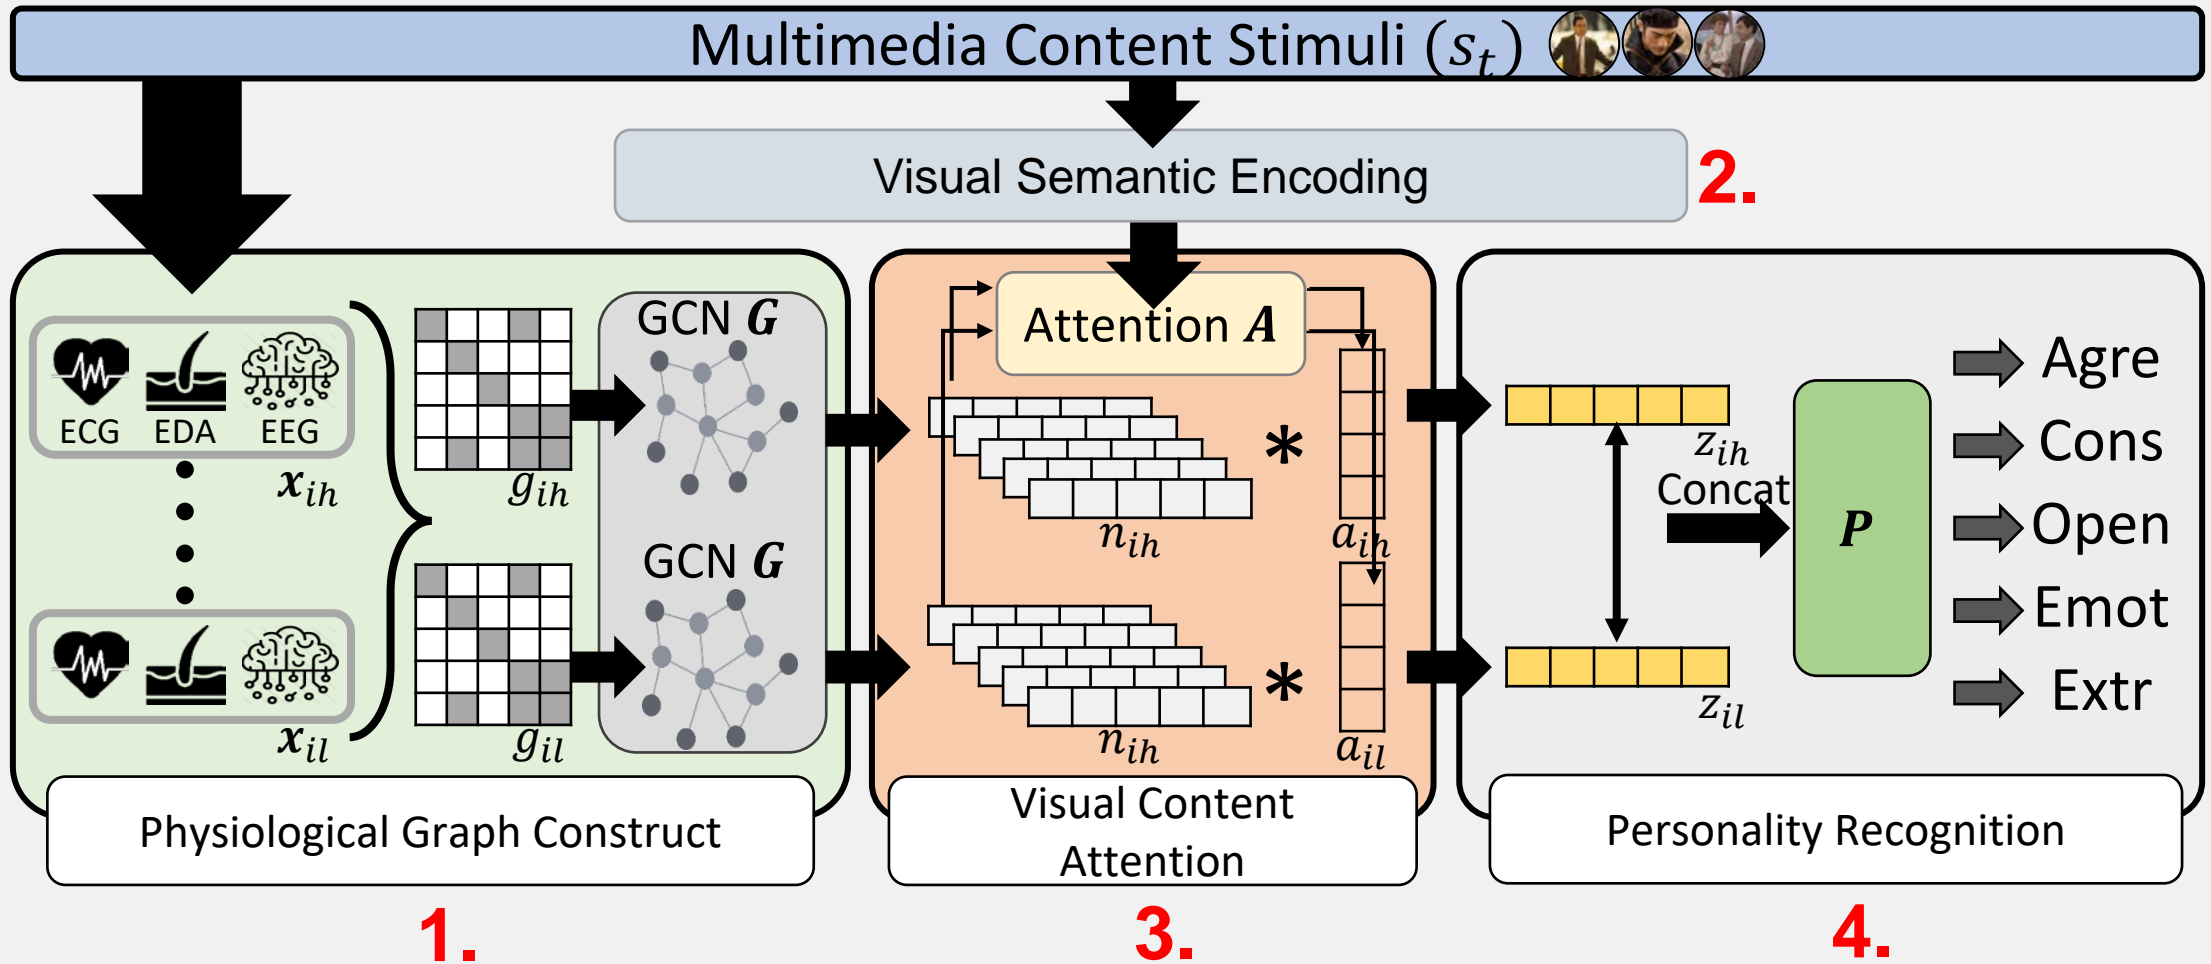 Multimedia Content Stimuli (s_t)
Visual Semantic Encoding
2.
ECG EDA EEG
x_ih
x_il
g_ih
g_il
GCN G
GCN G
Physiological Graph Construct
1.
Attention A
*
n_ih
a_ih
*
n_ih
a_il
Visual Content
Attention
3.
z_ih
Concat
z_il
P
Agre
Cons
Open
Emot
Extr
Personality Recognition
4.